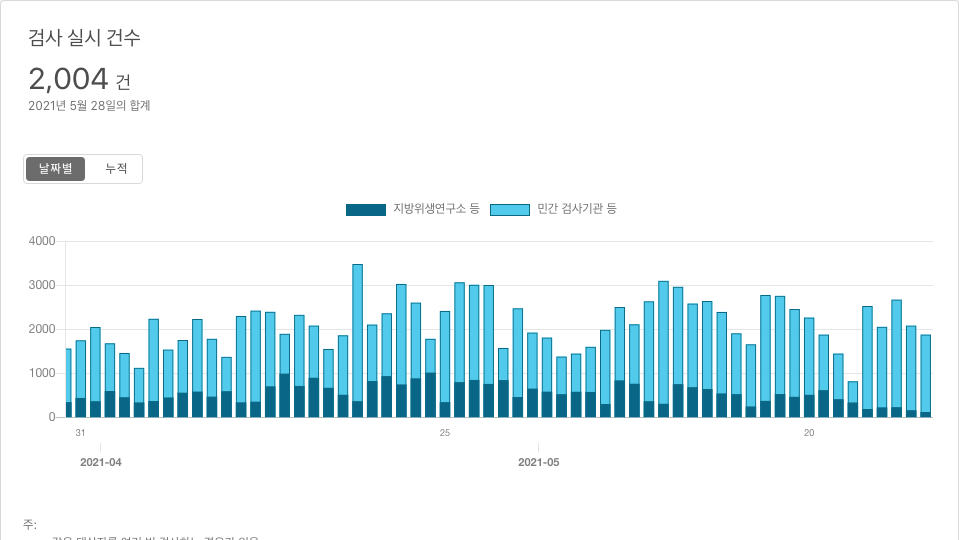 검사 실시 건수
2,004 건
2021년 5월 28일의 합계
날짜별 누적
지방위생연구소 등 민간 검사기관 등
4000
3000
2000
1000
0
31 25 20
2021-04 2021-05
주: